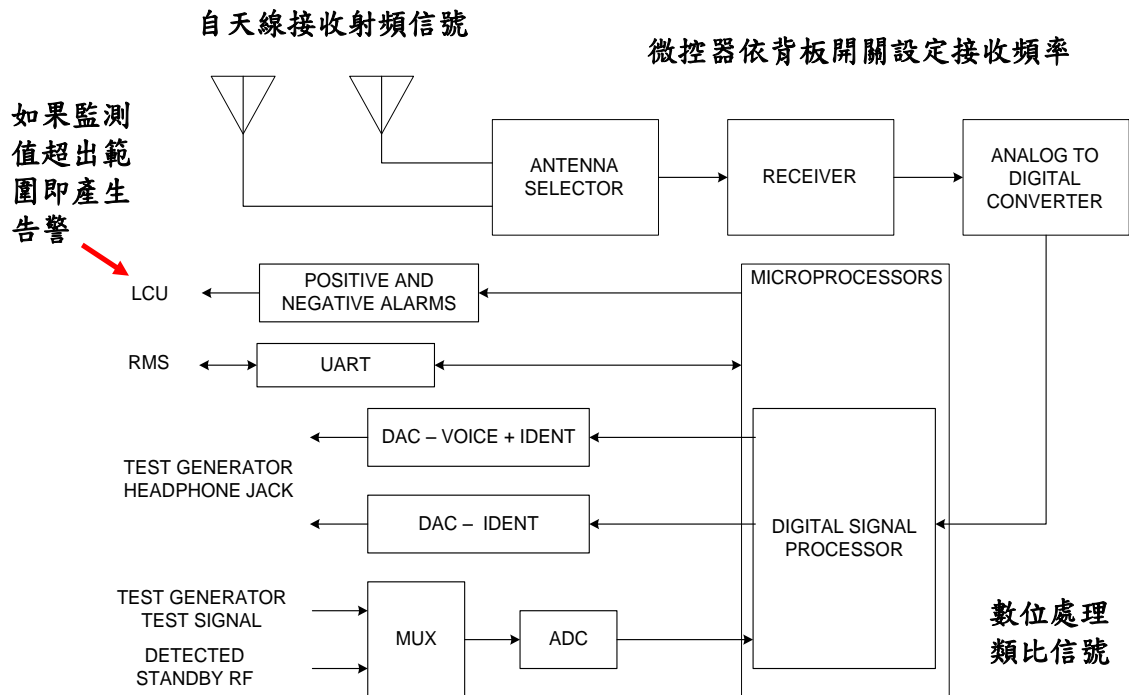 自天線接收射頻信號
微控器依背板開關設定接收頻率
如果監測
值超出範
圍即產生
告警
ANTENNA
SELECTOR
RECEIVER
ANALOG TO
DIGITAL
CONVERTER
LCU
POSITIVE AND
NEGATIVE ALARMS
MICROPROCESSORS
RMS
UART
DAC – VOICE + IDENT
TEST GENERATOR
HEADPHONE JACK
DAC – IDENT
DIGITAL SIGNAL
PROCESSOR
TEST GENERATOR
TEST SIGNAL
DETECTED
STANDBY RF
MUX
ADC
數位處理
類比信號